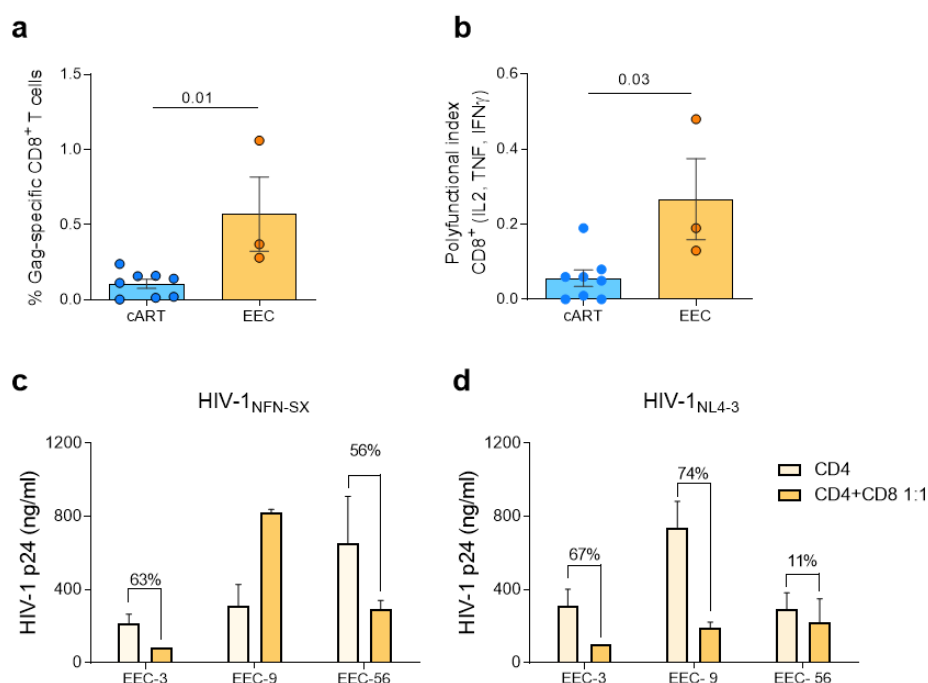 a
% Gag-specific CD8⁺ T cells
1.5
1.0
0.5
0.0
0.01
cART
EEC
b
Polyfunctional index
CD8⁺ (IL2, TNF, IFNγ)
0.6
0.4
0.2
0.0
0.03
cART
EEC
c
HIV-1NFN-SX
HIV-1 p24 (ng/ml)
1200
800
400
0
63%
56%
EEC-3
EEC-9
EEC-56
d
HIV-1NL4-3
HIV-1 p24 (ng/ml)
1200
800
400
0
67%
74%
11%
EEC-3
EEC- 9
EEC- 56
CD4
CD4+CD8 1:1